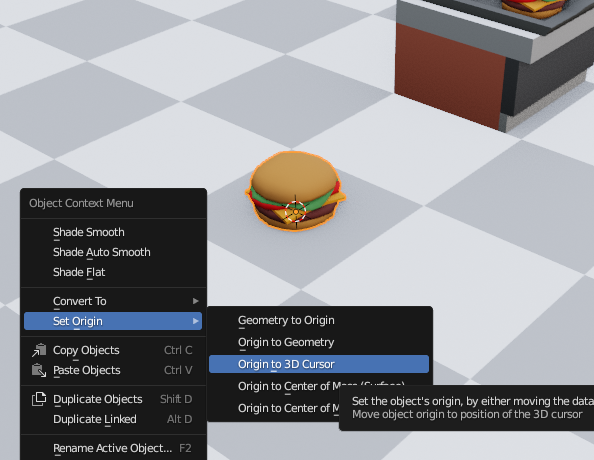 Object Context Menu
Shade Smooth
Shade Auto Smooth
Shade Flat
Convert To
Set Origin
Copy Objects Ctrl C
Paste Objects Ctrl V
Duplicate Objects Shift D
Duplicate Linked Alt D
Rename Active Object... F2
Geometry to Origin
Origin to Geometry
Origin to 3D Cursor
Origin to Center of Mass (Surface)
Origin to Center of M
Set the object's origin, by either moving the data
Move object origin to position of the 3D cursor